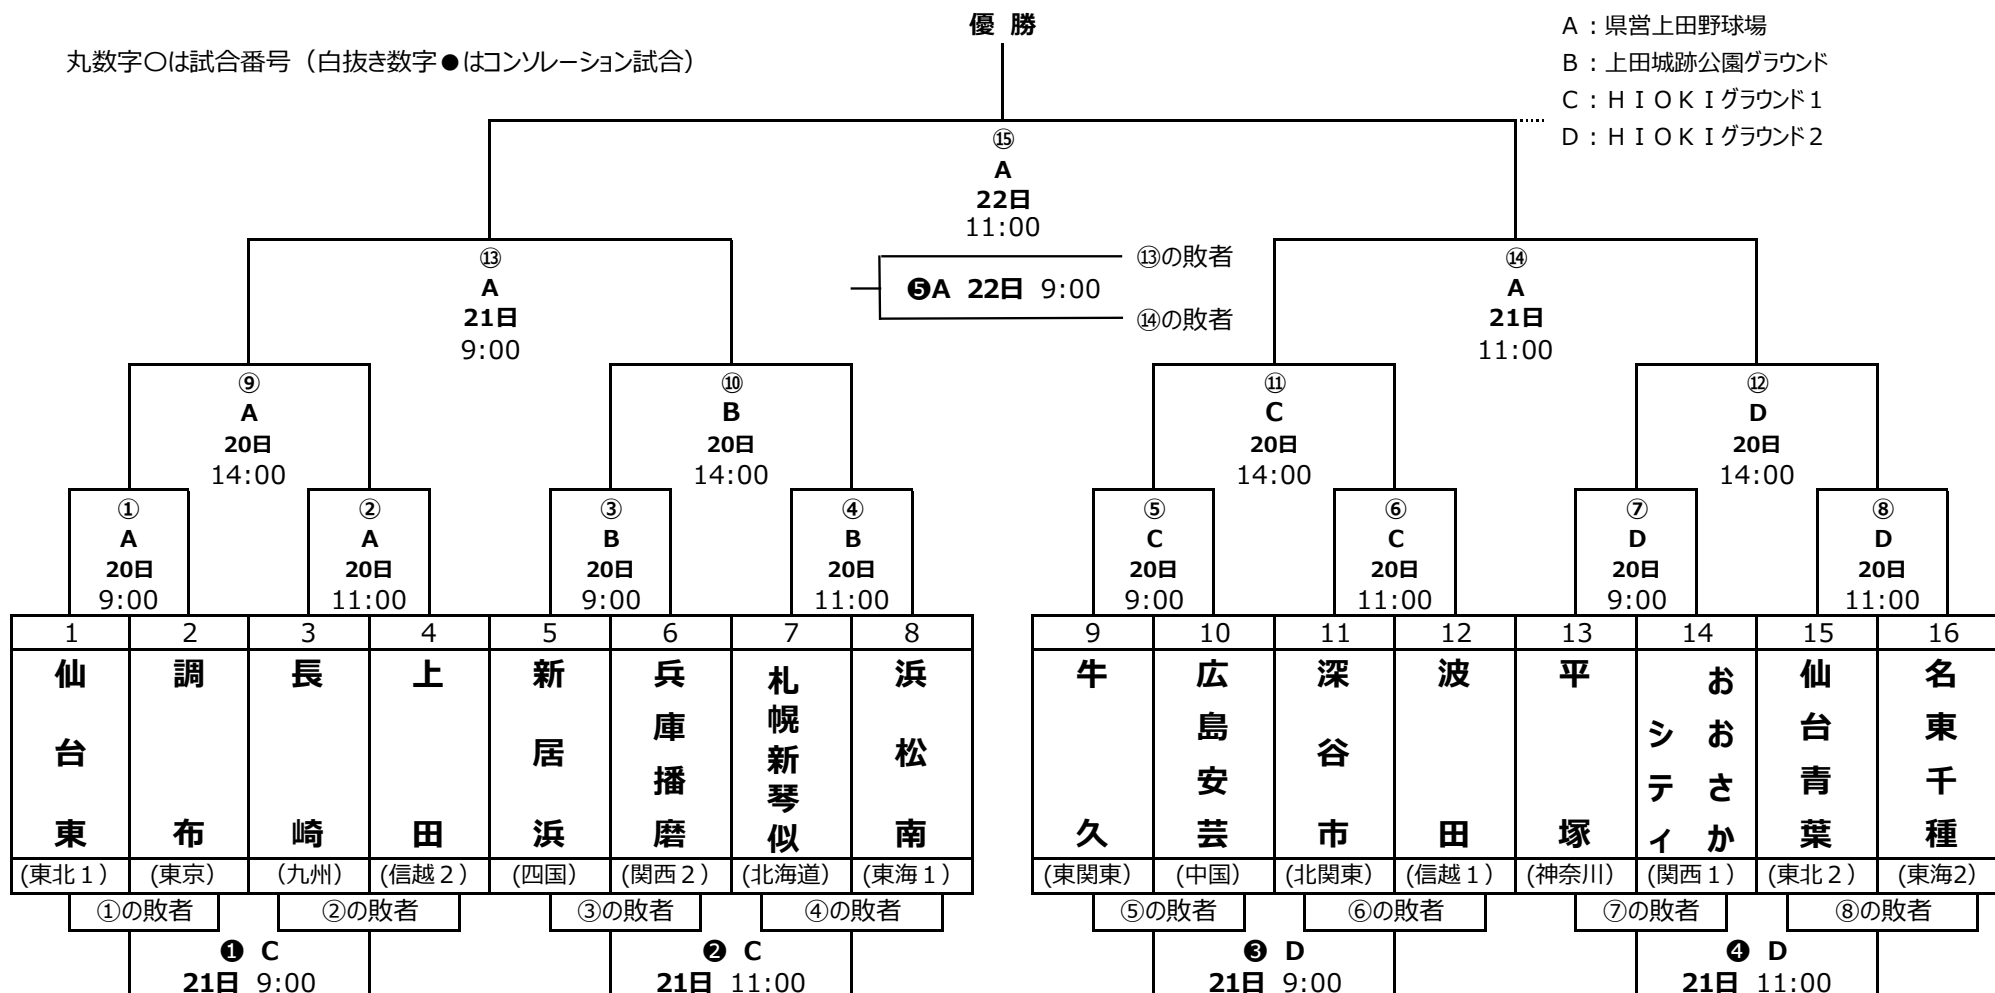 優 勝
丸数字〇は試合番号（白抜き数字●はコンソレーション試合）
A：県営上田野球場
B：上田城跡公園グラウンド
C：ＨＩＯＫＩグラウンド１
D：ＨＩＯＫＩグラウンド２
⑮
A
22日
11:00
⑬
A
21日
9:00
⑬の敗者
❺A 22日 9:00
⑭の敗者
⑭
A
21日
11:00
⑨
A
20日
14:00
⑩
B
20日
14:00
⑪
C
20日
14:00
⑫
D
20日
14:00
①
A
20日
9:00
②
A
20日
11:00
③
B
20日
9:00
④
B
20日
11:00
⑤
C
20日
9:00
⑥
C
20日
11:00
⑦
D
20日
9:00
⑧
D
20日
11:00
1 2 3 4 5 6 7 8 9 10 11 12 13 14 15 16
仙台東
調布
長崎
上田
新居浜
兵庫播磨
札幌新琴似
浜松南
牛久
広島安芸
深谷市
波田
平塚
おおさか
シティ
仙台青葉
名東千種
(東北１) (東京) (九州) (信越２) (四国) (関西２) (北海道) (東海１) (東関東) (中国) (北関東) (信越１) (神奈川) (関西１) (東北２) (東海2)
①の敗者 ②の敗者 ③の敗者 ④の敗者 ⑤の敗者 ⑥の敗者 ⑦の敗者 ⑧の敗者
❶ C
21日 9:00
❷ C
21日 11:00
❸ D
21日 9:00
❹ D
21日 11:00